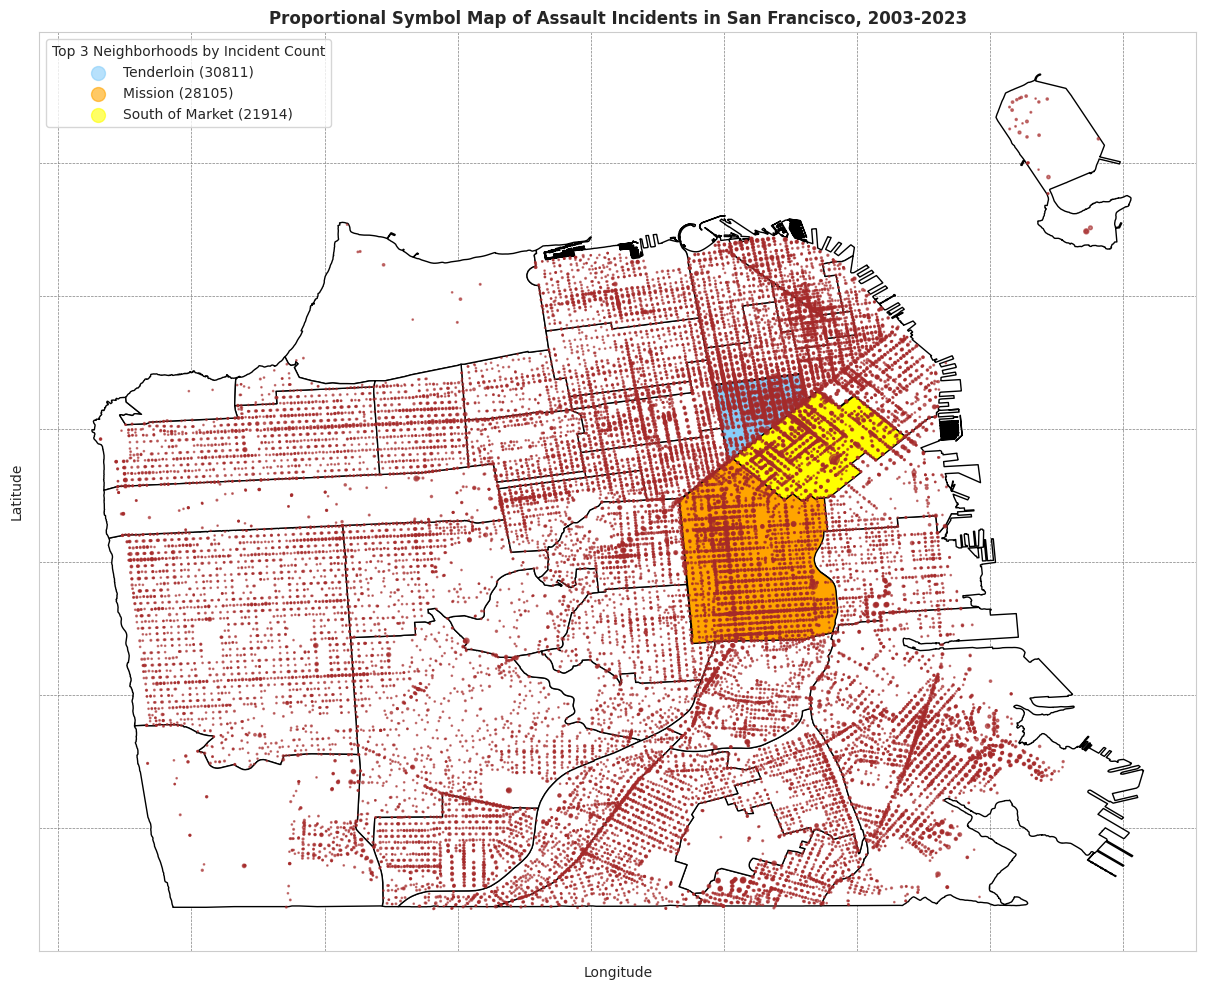 Proportional Symbol Map of Assault Incidents in San Francisco, 2003-2023
Top 3 Neighborhoods by Incident Count
Tenderloin (30811)
Mission (28105)
South of Market (21914)
Latitude
Longitude